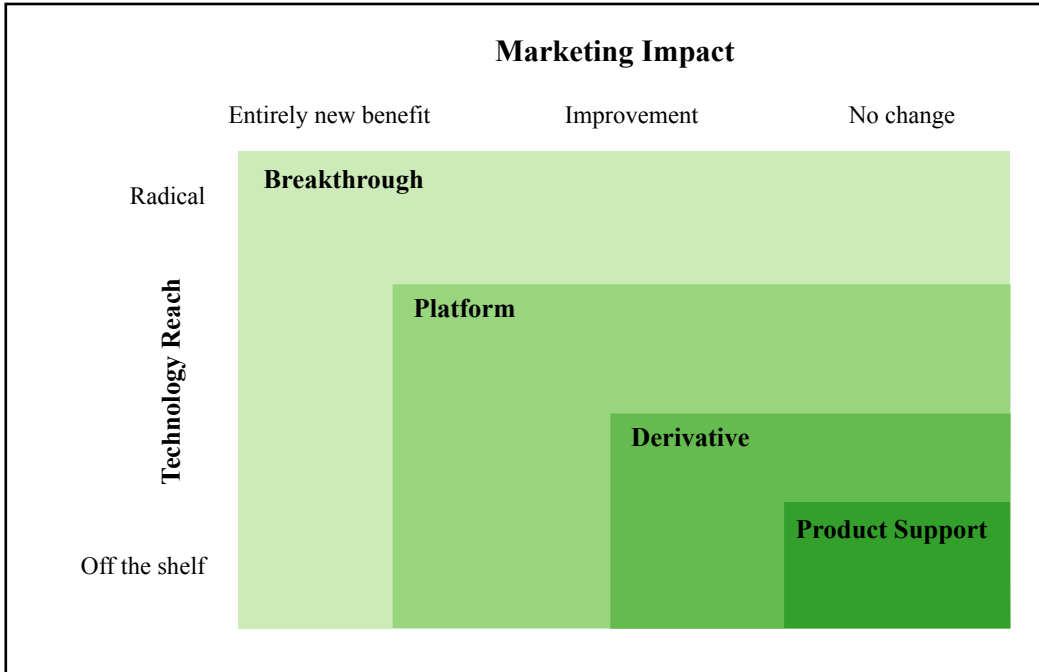 Marketing Impact
Entirely new benefit
Improvement
No change
Radical
Breakthrough
Technology Reach
Platform
Derivative
Product Support
Off the shelf